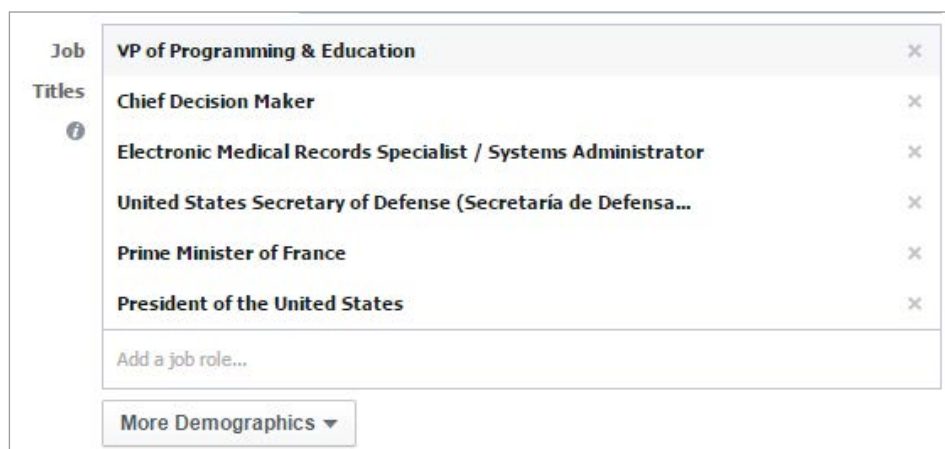 Job
Titles
VP of Programming & Education
Chief Decision Maker
Electronic Medical Records Specialist / Systems Administrator
United States Secretary of Defense (Secretaría de Defensa...
Prime Minister of France
President of the United States
Add a job role...
More Demographics